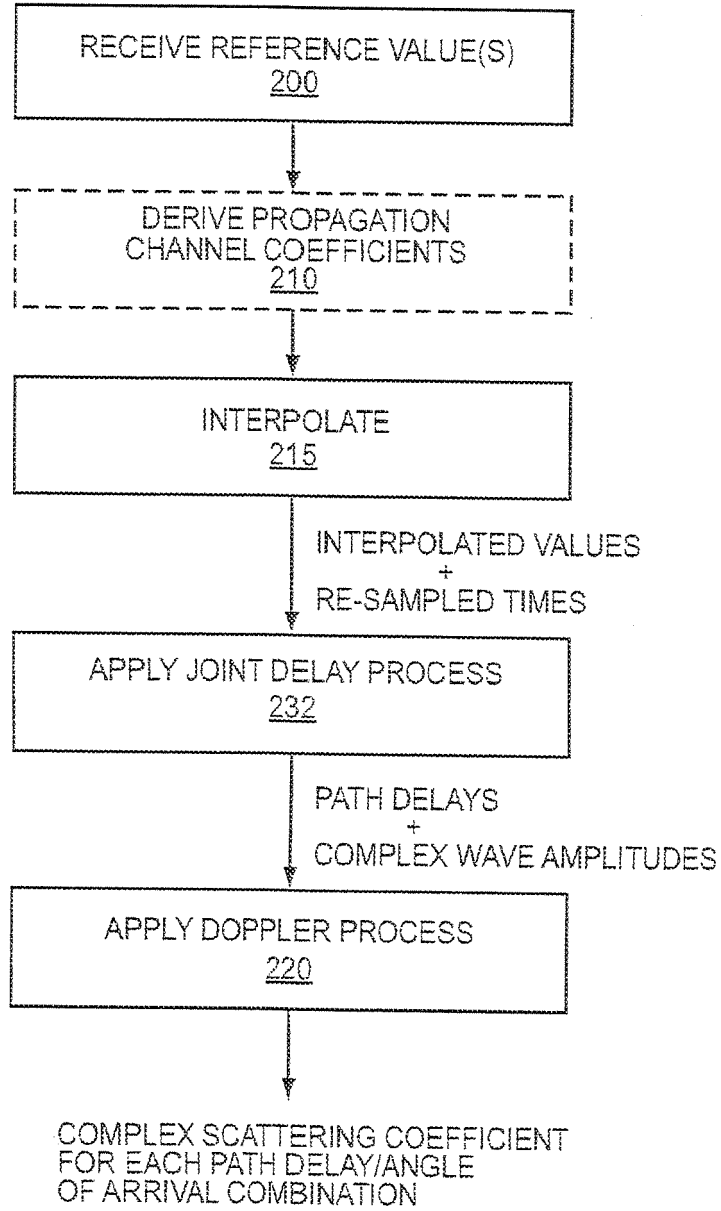 RECEIVE REFERENCE VALUE(S)
200
DERIVE PROPAGATION
CHANNEL COEFFICIENTS
210
INTERPOLATE
215
INTERPOLATED VALUES
+
RE-SAMPLED TIMES
APPLY JOINT DELAY PROCESS
232
PATH DELAYS
+
COMPLEX WAVE AMPLITUDES
APPLY DOPPLER PROCESS
220
COMPLEX SCATTERING COEFFICIENT
FOR EACH PATH DELAY/ANGLE
OF ARRIVAL COMBINATION